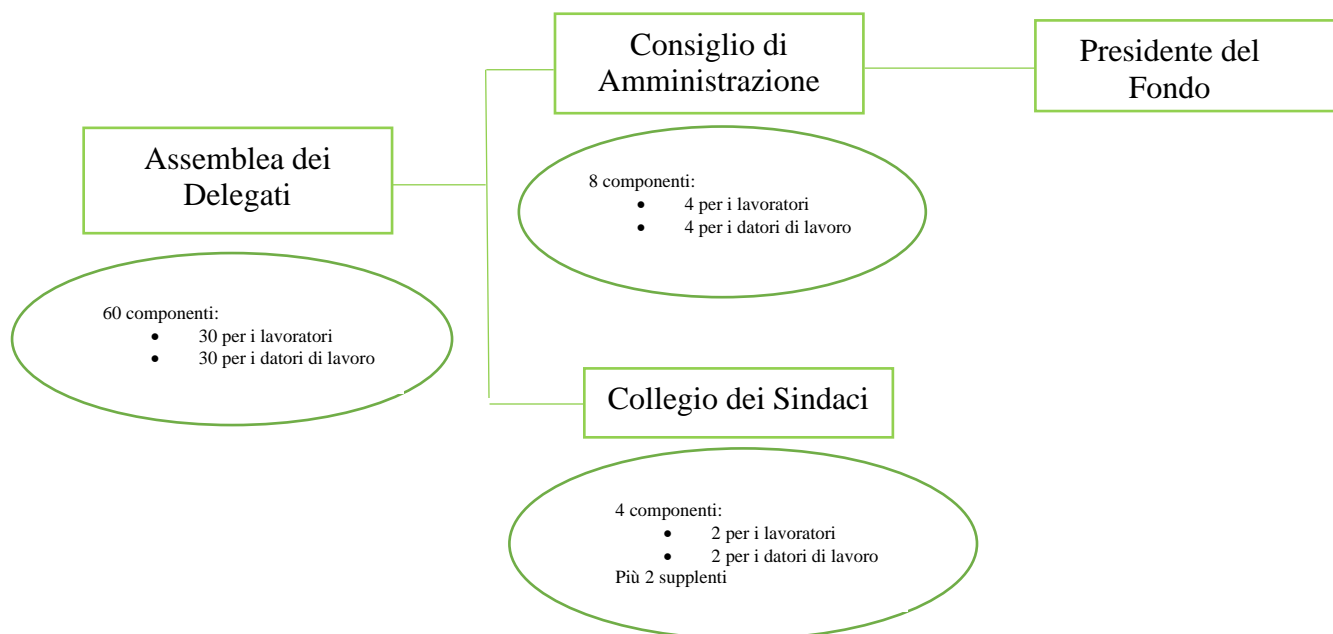 Consiglio di
Amministrazione
Presidente del
Fondo
Assemblea dei
Delegati
8 componenti:
• 4 per i lavoratori
• 4 per i datori di lavoro
60 componenti:
• 30 per i lavoratori
• 30 per i datori di lavoro
Collegio dei Sindaci
4 componenti:
• 2 per i lavoratori
• 2 per i datori di lavoro
Più 2 supplenti